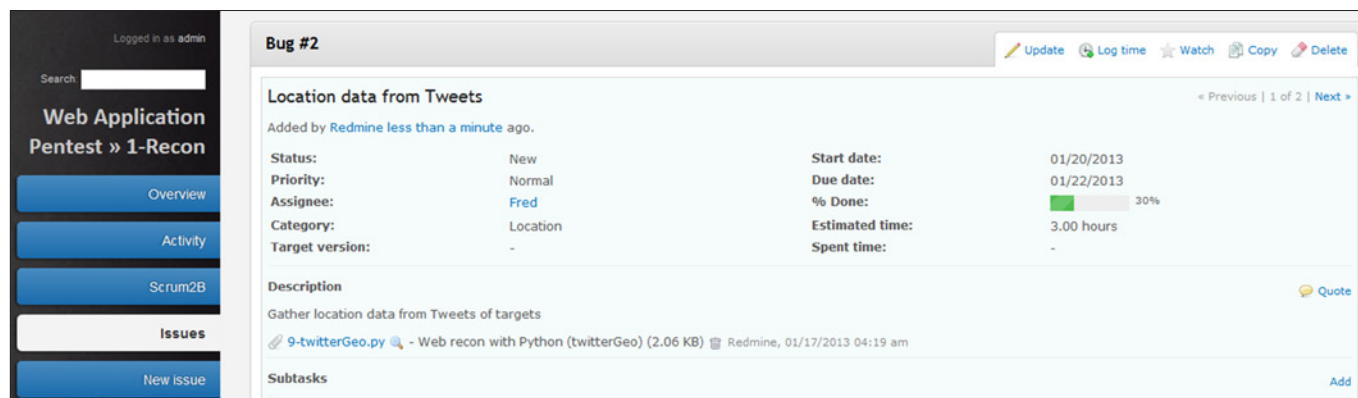 Logged in as admin
Search:
Web Application
Pentest » 1-Recon
Overview
Activity
Scrum2B
Issues
New issue
Bug #2
Update Log time Watch Copy Delete
Location data from Tweets
« Previous | 1 of 2 | Next »
Added by Redmine less than a minute ago.
Status: New Start date: 01/20/2013
Priority: Normal Due date: 01/22/2013
Assignee: Fred % Done: 30%
Category: Location Estimated time: 3.00 hours
Target version: - Spent time: -
Description
Quote
Gather location data from Tweets of targets
9-twitterGeo.py - Web recon with Python (twitterGeo) (2.06 KB) Redmine, 01/17/2013 04:19 am
Subtasks
Add